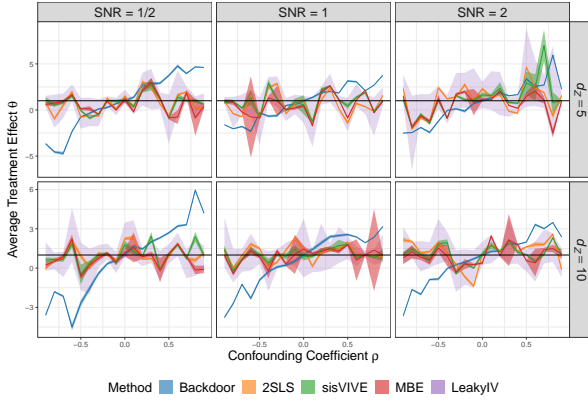 SNR = 1/2 SNR = 1 SNR = 2
Average Treatment Effect θ
5
1
0
−5
d_Z = 5
6
3
1
0
−3
d_Z = 10
−0.5 0.0 0.5 −0.5 0.0 0.5 −0.5 0.0 0.5
Confounding Coefficient ρ
Method Backdoor 2SLS sisVIVE MBE LeakyIV